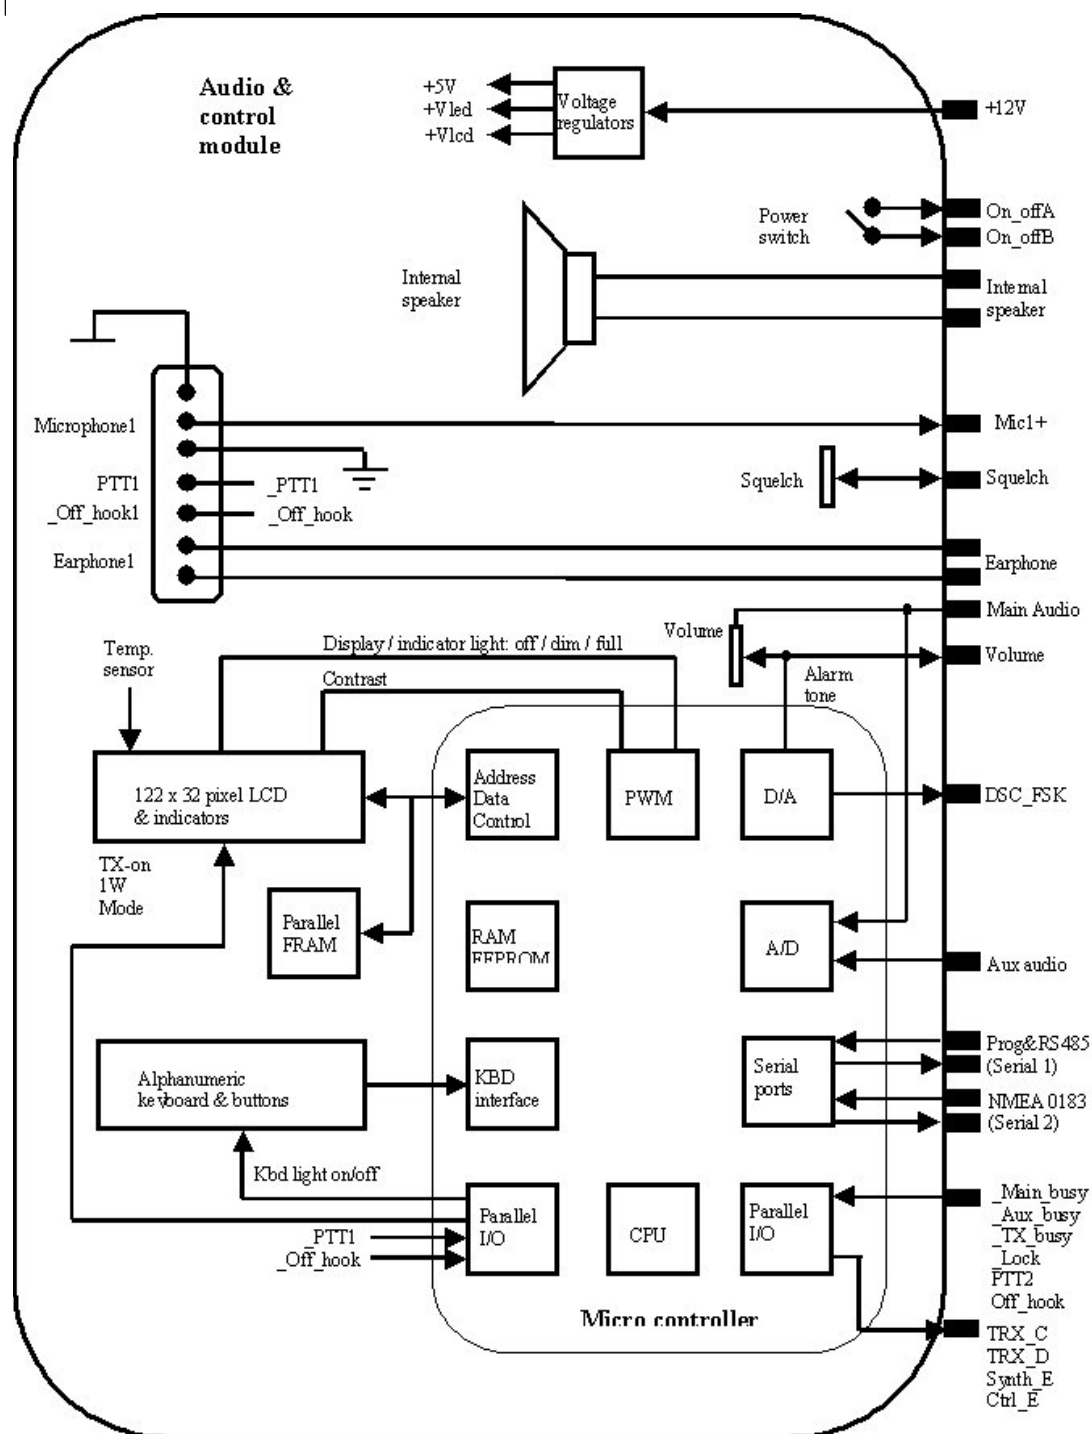 Audio &
control
module
+5V
+Vled
+Vlcd
Voltage
regulators
+12V
Power
switch
On_offA
On_offB
Internal
speaker
Internal
speaker
Microphone1
Mic1+
PTT1
_PTT1
Squelch
Squelch
_Off_hook1
_Off_hook
Earphone1
Earphone
Main Audio
Volume
Volume
Display / indicator light: off / dim / full
Temp.
sensor
Contrast
Alarm
tone
122 x 32 pixel LCD
& indicators
Address
Data
Control
PWM
D/A
DSC_FSK
TX-on
1W
Mode
Parallel
FRAM
RAM
EEPROM
A/D
Aux audio
Alphanumeric
keyboard & buttons
KBD
interface
Serial
ports
Prog&RS485
(Serial 1)
NMEA 0183
(Serial 2)
Kbd light on/off
_PTT1
_Off_hook
Parallel
I/O
CPU
Parallel
I/O
_Main_busy
_Aux_busy
_TX_busy
_Lock
PTT2
Off_hook
Micro controller
TRX_C
TRX_D
Synth_E
Ctrl_E